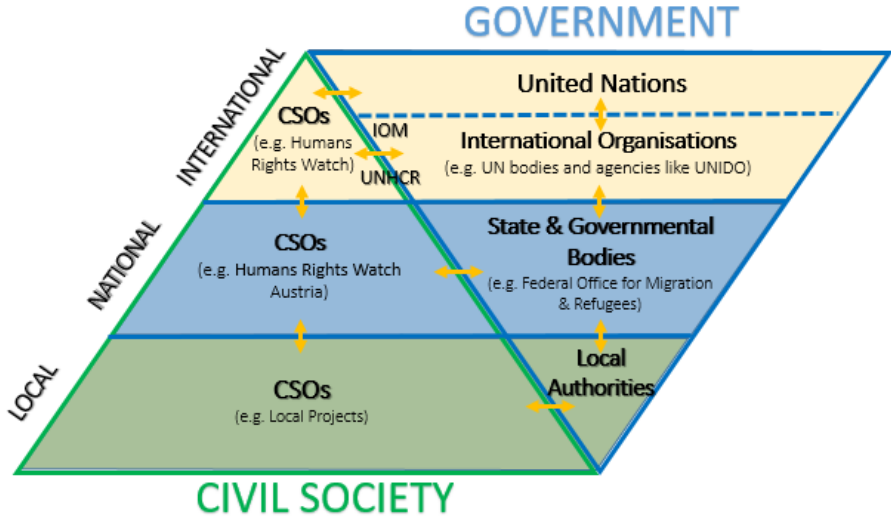 GOVERNMENT
INTERNATIONAL
NATIONAL
LOCAL
United Nations
CSOs
(e.g. Humans
Rights Watch)
IOM
UNHCR
International Organisations
(e.g. UN bodies and agencies like UNIDO)
CSOs
(e.g. Humans Rights Watch
Austria)
State & Governmental
Bodies
(e.g. Federal Office for Migration
& Refugees)
CSOs
(e.g. Local Projects)
Local
Authorities
CIVIL SOCIETY